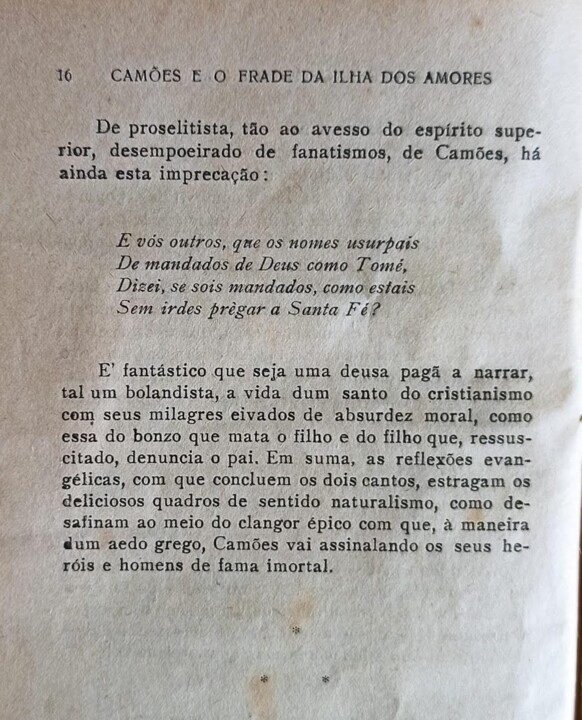 16 CAMÕES E O FRADE DA ILHA DOS AMORES
De proselitista, tão ao avesso do espírito supe-
rior, desempoeirado de fanatismos, de Camões, há
ainda esta imprecação:
E vós outros, que os nomes usurpais
De mandados de Deus como Tomé,
Dizei, se sois mandados, como estais
Sem irdes prègar a Santa Fé?
E' fantástico que seja uma deusa pagã a narrar,
tal um bolandista, a vida dum santo do cristianismo
com seus milagres eivados de absurdez moral, como
essa do bonzo que mata o filho e do filho que, ressus-
citado, denuncia o pai. Em suma, as reflexões evan-
gélicas, com que concluem os dois cantos, estragam os
deliciosos quadros de sentido naturalismo, como de-
safinam ao meio do clangor épico com que, à maneira
dum aedo grego, Camões vai assinalando os seus he-
róis e homens de fama imortal.
*
* *